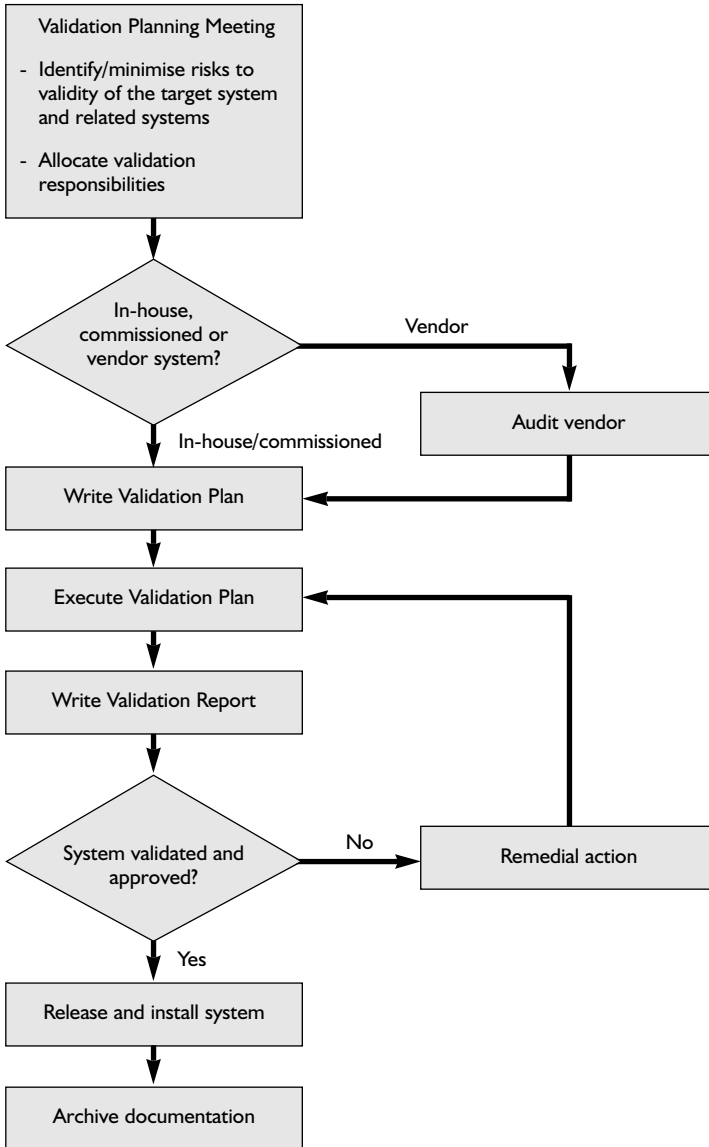 Validation Planning Meeting
- Identify/minimise risks to
validity of the target system
and related systems
- Allocate validation
responsibilities
In-house,
commissioned or
vendor system?
Vendor
Audit vendor
In-house/commissioned
Write Validation Plan
Execute Validation Plan
Write Validation Report
System validated and
approved?
No
Remedial action
Yes
Release and install system
Archive documentation